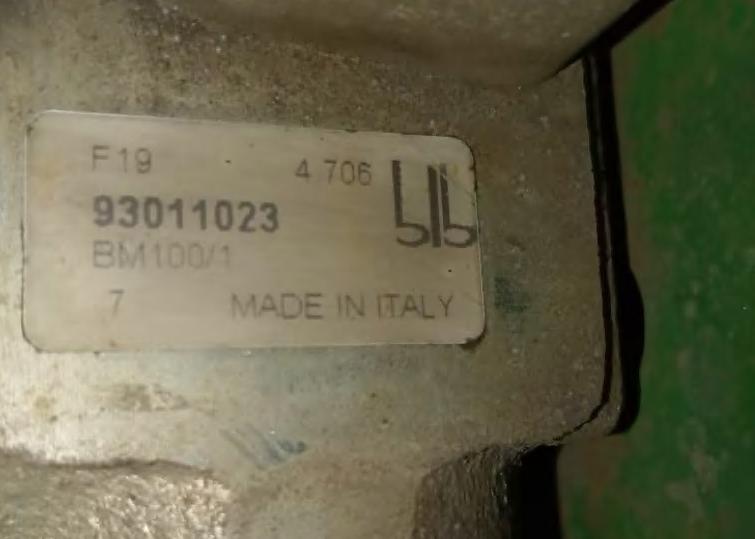 F19 4 706
93011023
BM100/1
7 MADE IN ITALY